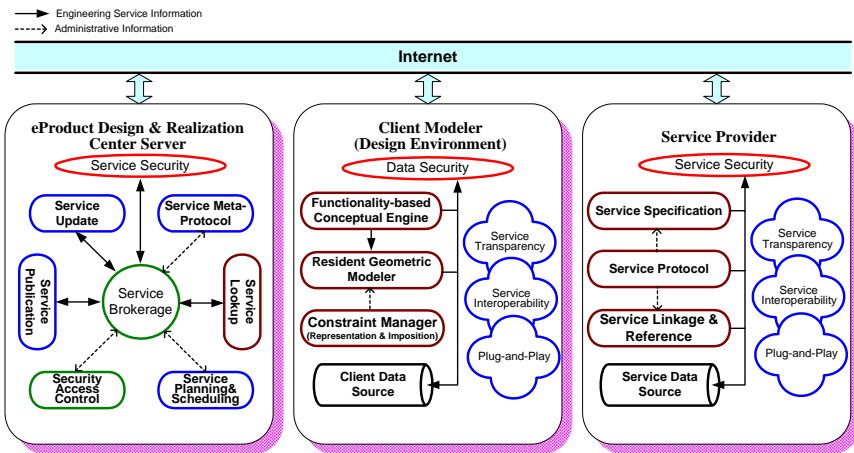 Engineering Service Information
Administrative Information
Internet
eProduct Design & Realization
Center Server
Service Security
Service
Update
Service Meta-
Protocol
Service
Publication
Service
Brokerage
Service
Lookup
Security
Access
Control
Service
Planning&
Scheduling
Client Modeler
(Design Environment)
Data Security
Functionality-based
Conceptual Engine
Resident Geometric
Modeler
Constraint Manager
(Representation & Imposition)
Client Data
Source
Service
Transparency
Service
Interoperability
Plug-and-Play
Service Provider
Service Security
Service Specification
Service Protocol
Service Linkage &
Reference
Service Data
Source
Service
Transparency
Service
Interoperability
Plug-and-Play